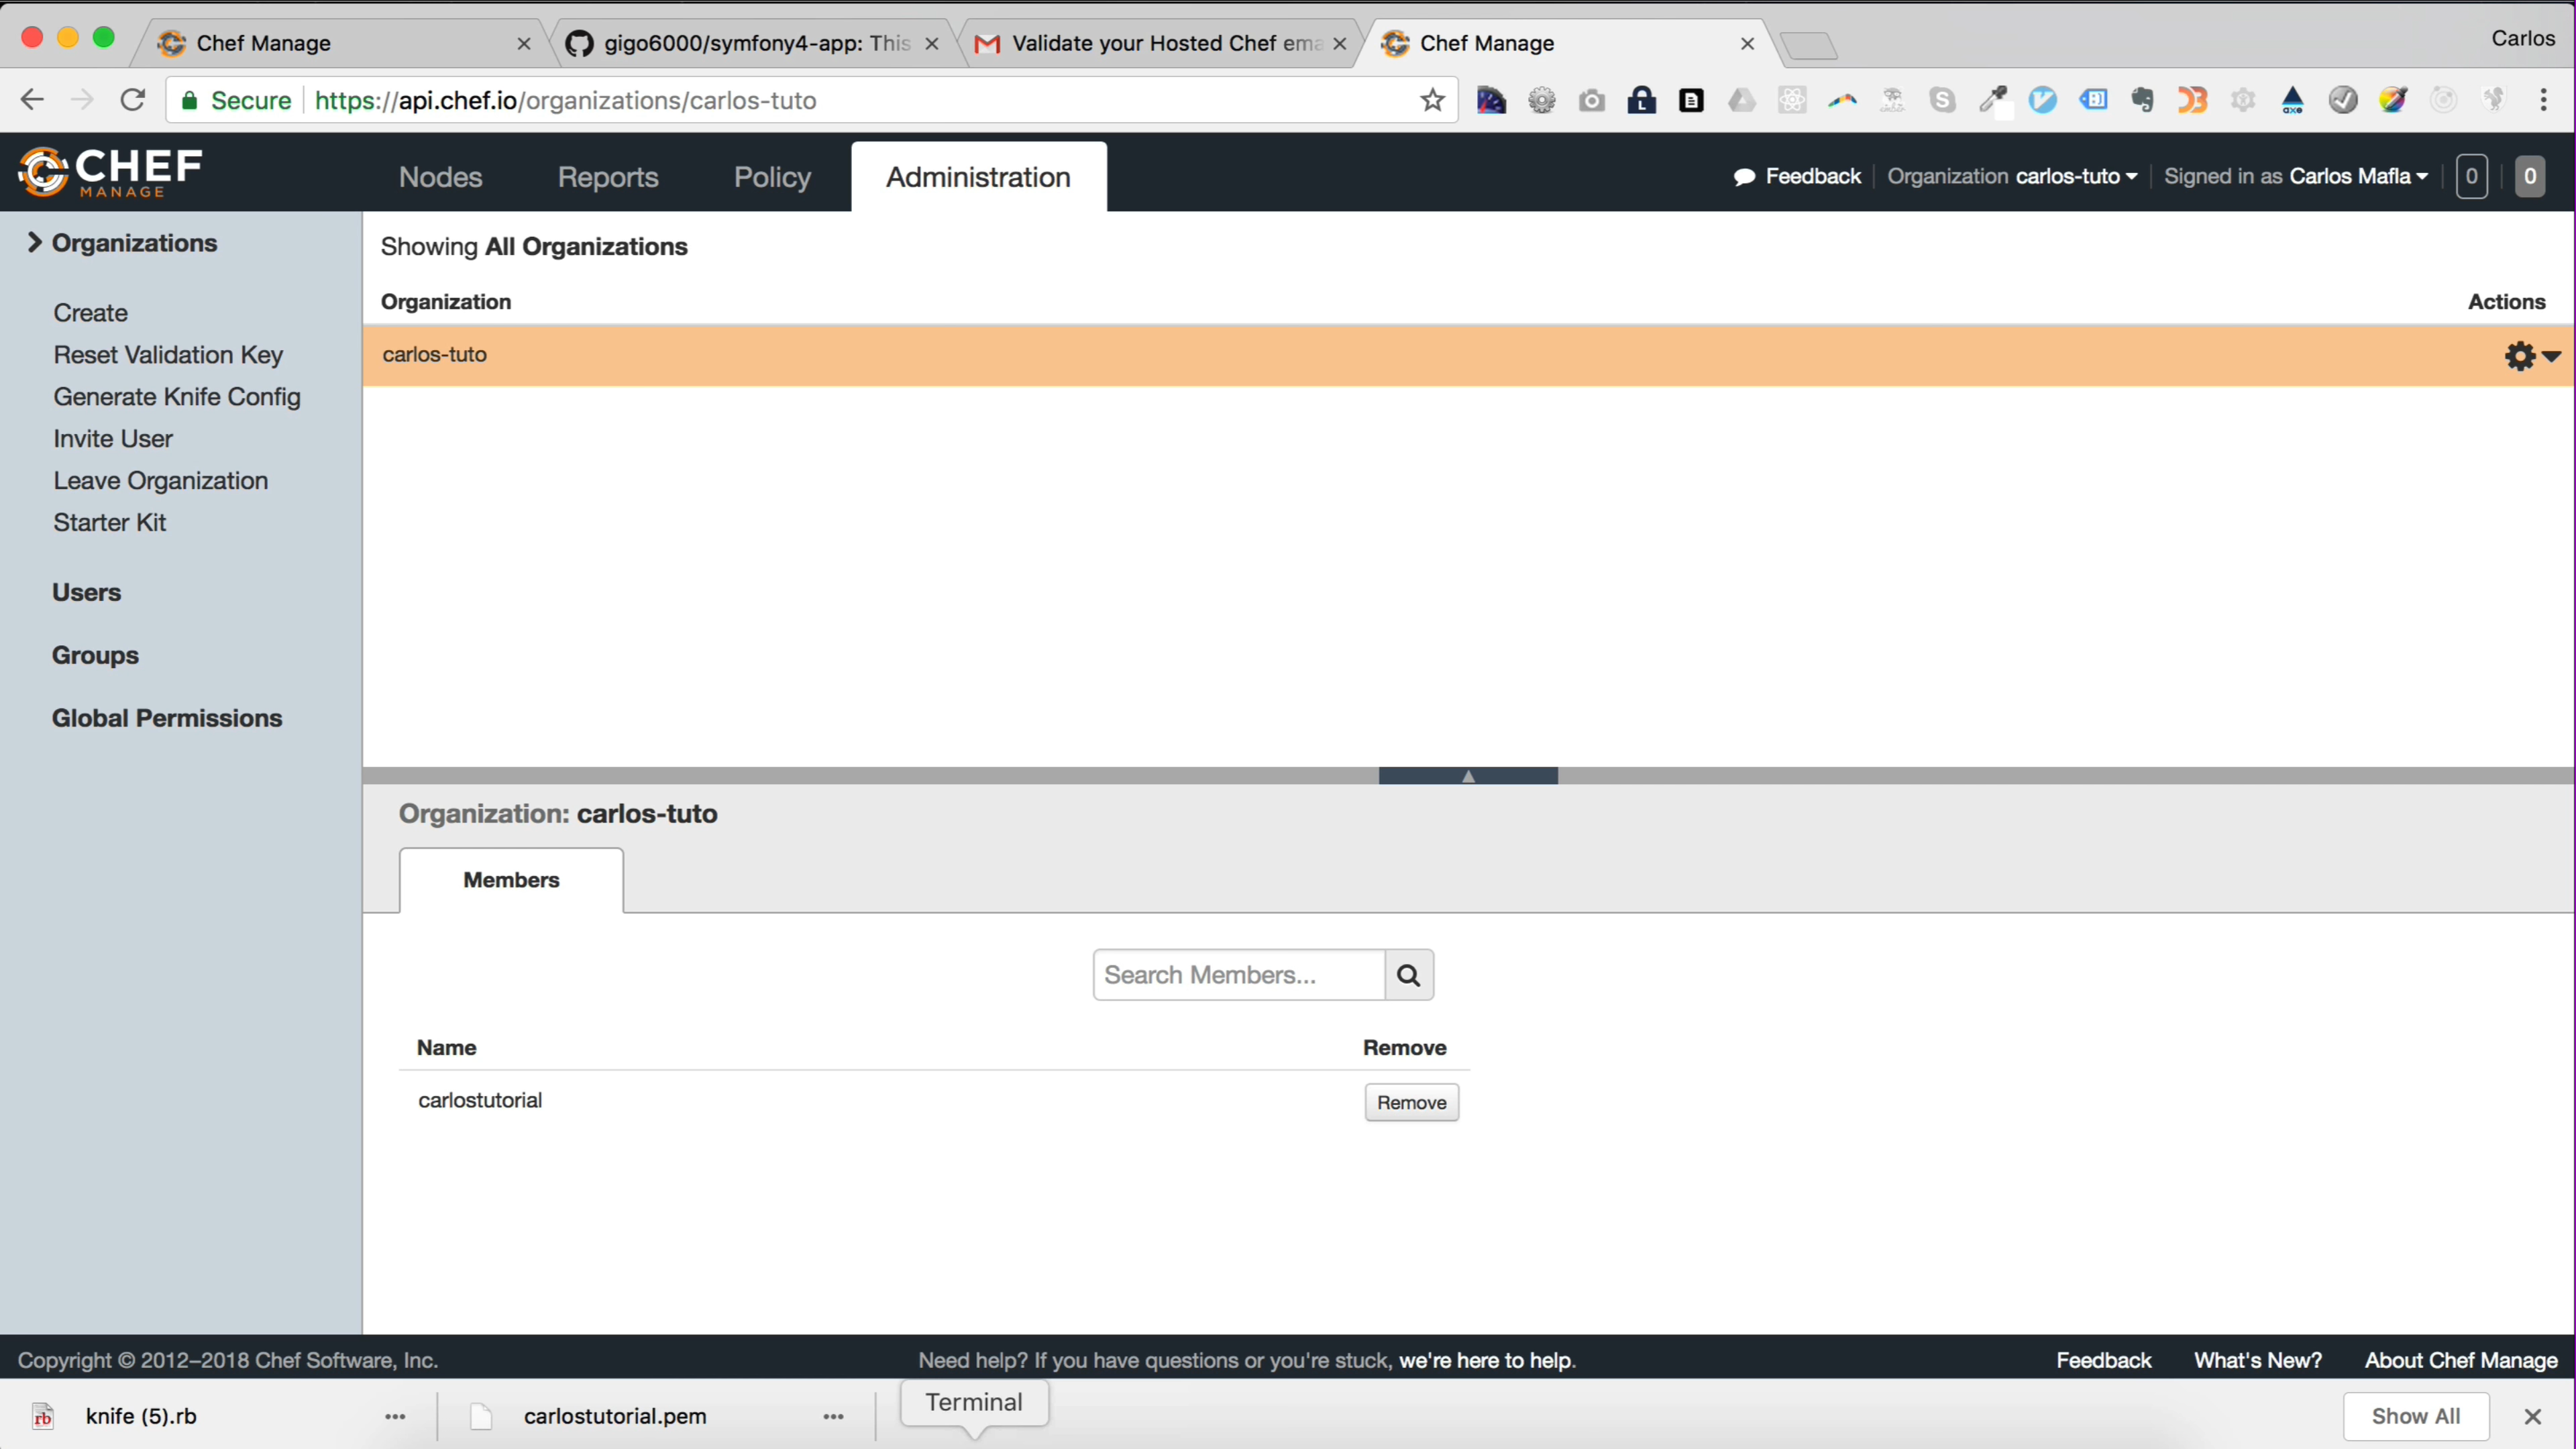 Chef Manage
gigo6000/symfony4-app: This
Validate your Hosted Chef ema
Chef Manage
Carlos
Secure https://api.chef.io/organizations/carlos-tuto
CHEF
MANAGE
Nodes
Reports
Policy
Administration
Feedback
Organization carlos-tuto
Signed in as Carlos Mafla
0
0
Organizations
Create
Reset Validation Key
Generate Knife Config
Invite User
Leave Organization
Starter Kit
Users
Groups
Global Permissions
Showing All Organizations
Organization Actions
carlos-tuto
Organization: carlos-tuto
Members
Search Members...
Name Remove
carlostutorial Remove
Copyright © 2012–2018 Chef Software, Inc.
Need help? If you have questions or you're stuck, we're here to help.
Feedback
What's New?
About Chef Manage
knife (5).rb
carlostutorial.pem
Terminal
Show All